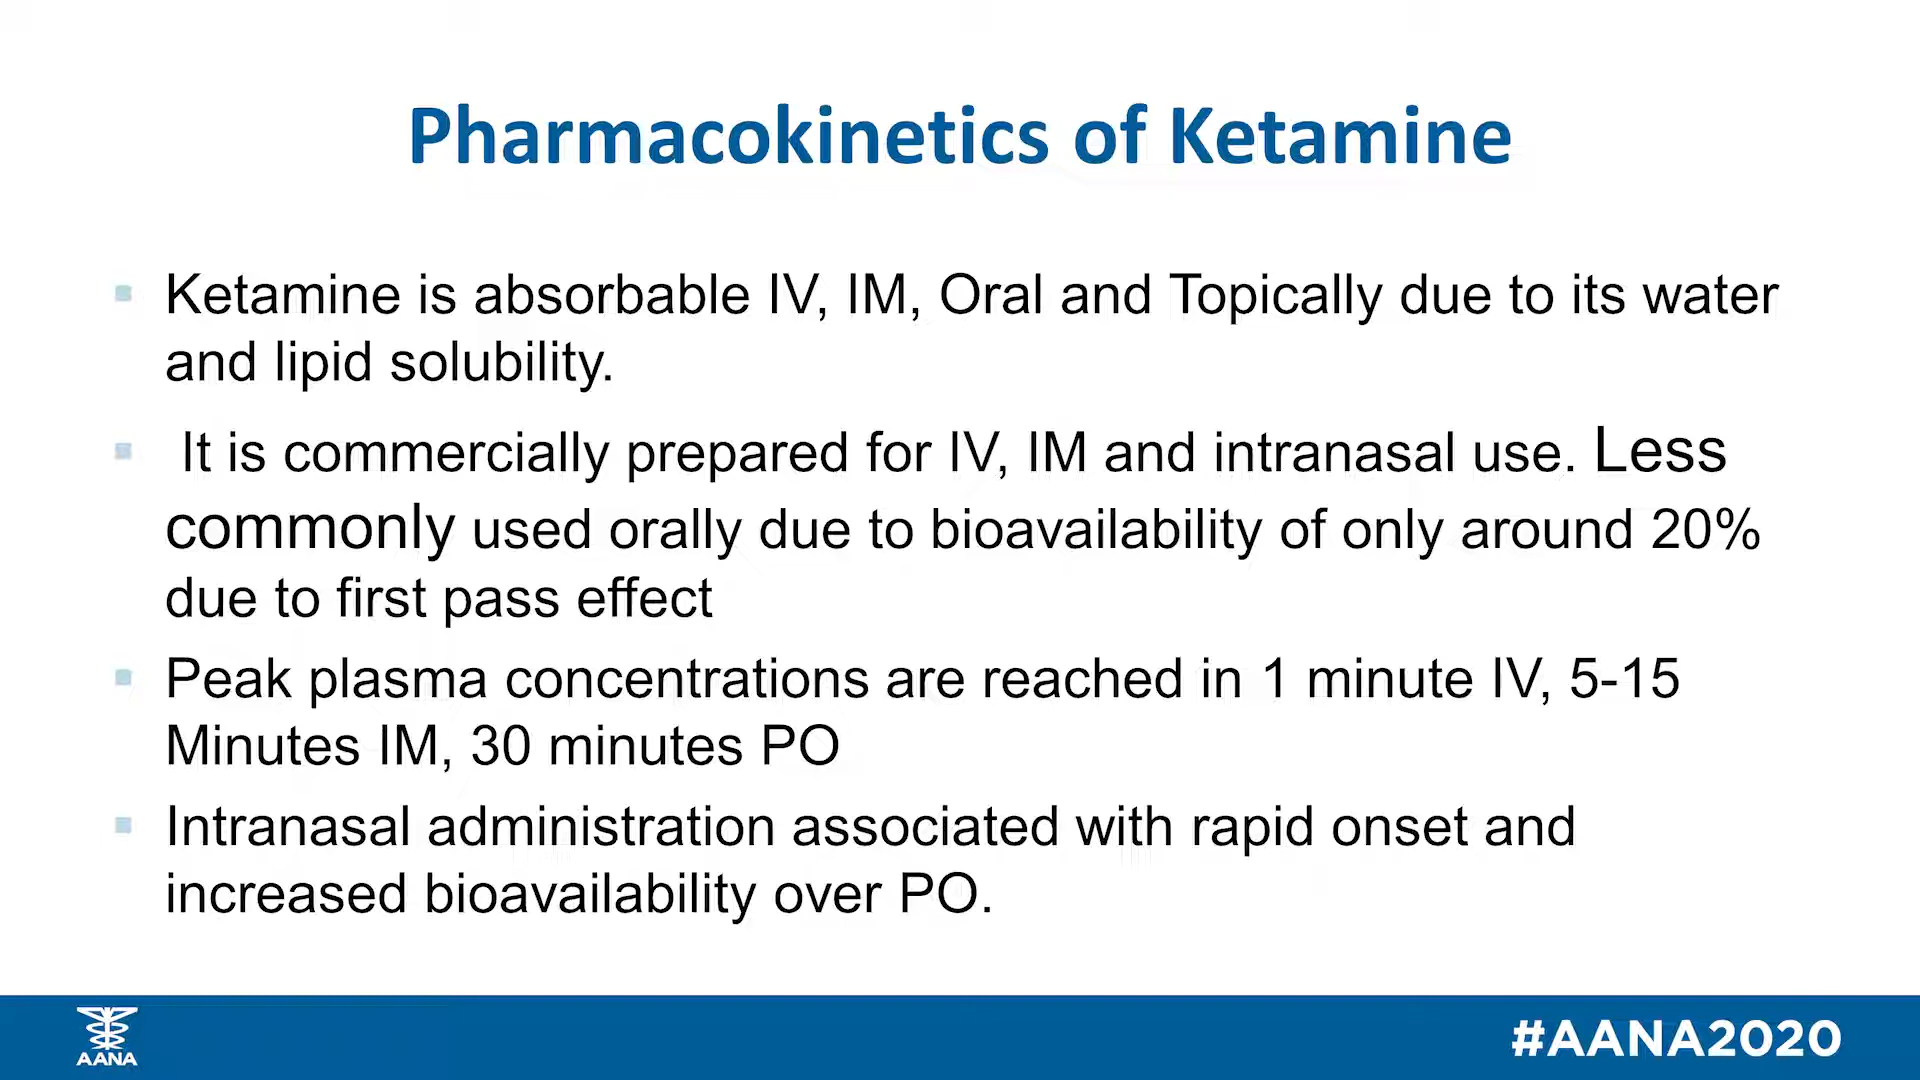 Pharmacokinetics of Ketamine
Ketamine is absorbable IV, IM, Oral and Topically due to its water
and lipid solubility.
It is commercially prepared for IV, IM and intranasal use. Less
commonly used orally due to bioavailability of only around 20%
due to first pass effect
Peak plasma concentrations are reached in 1 minute IV, 5-15
Minutes IM, 30 minutes PO
Intranasal administration associated with rapid onset and
increased bioavailability over PO.
AANA
#AANA2020